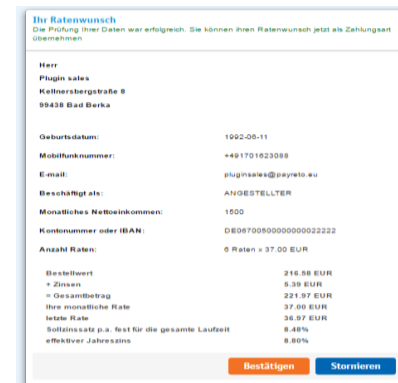 Ihr Ratenwunsch
Die Prüfung Ihrer Daten war erfolgreich. Sie können ihren Ratenwunsch jetzt als Zahlungsart
übernehmen
Herr
Plugin sales
Kellnersbergstraße 8
99438 Bad Berka
Geburtsdatum: 1992-06-11
Mobilfunknummer: +491701623088
E-mail: pluginsales@payreto.eu
Beschäftigt als: ANGESTELLTER
Monatliches Nettoeinkommen: 1500
Kontonummer oder IBAN: DE08700500000000022222
Anzahl Raten: 6 Raten x 37.00 EUR
Bestellwert 216.58 EUR
+ Zinsen 5.39 EUR
= Gesamtbetrag 221.97 EUR
Ihre monatliche Rate 37.00 EUR
letzte Rate 36.97 EUR
Sollzinssatz p.a. fest für die gesamte Laufzeit 8.48%
effektiver Jahreszins 8.80%
Bestätigen Stornieren